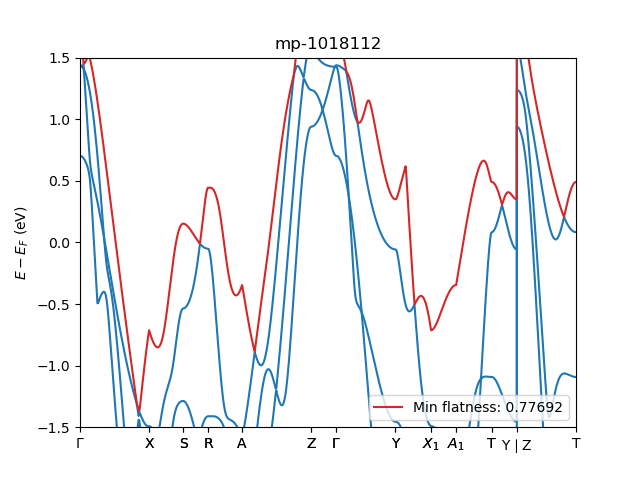 mp-1018112
E − E_F (eV)
1.5
1.0
0.5
0.0
−0.5
−1.0
−1.5
Min flatness: 0.77692
Γ X S R A Z Γ Y X₁ A₁ T Y | Z T